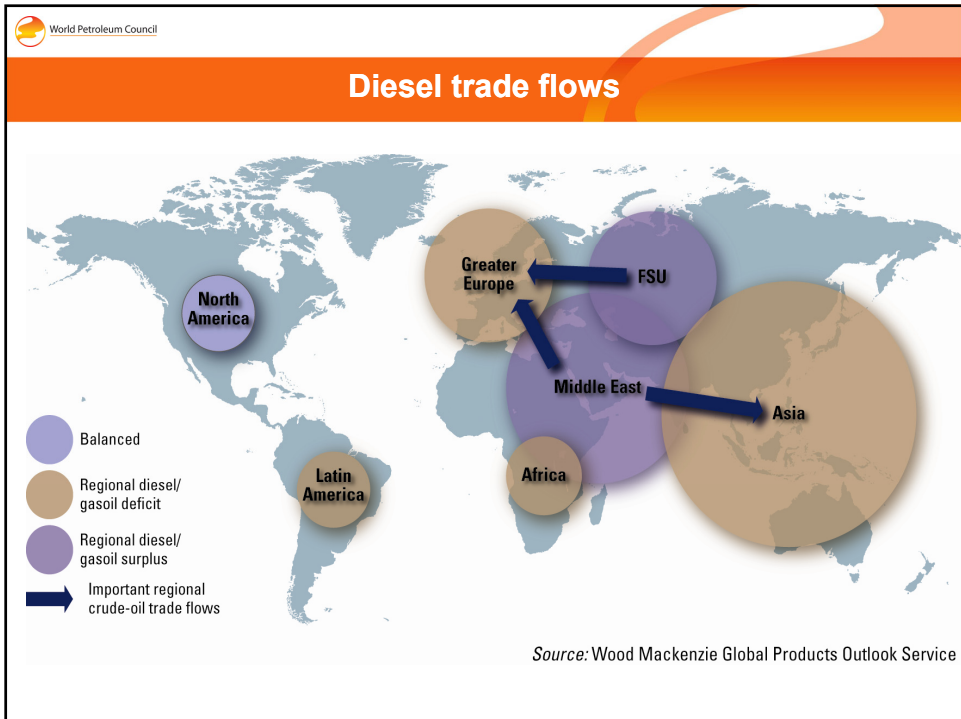 World Petroleum Council
Diesel trade flows
Greater
Europe
FSU
North
America
Middle East
Asia
Balanced
Latin
America
Africa
Regional diesel/
gasoil deficit
Regional diesel/
gasoil surplus
Important regional
crude-oil trade flows
Source: Wood Mackenzie Global Products Outlook Service